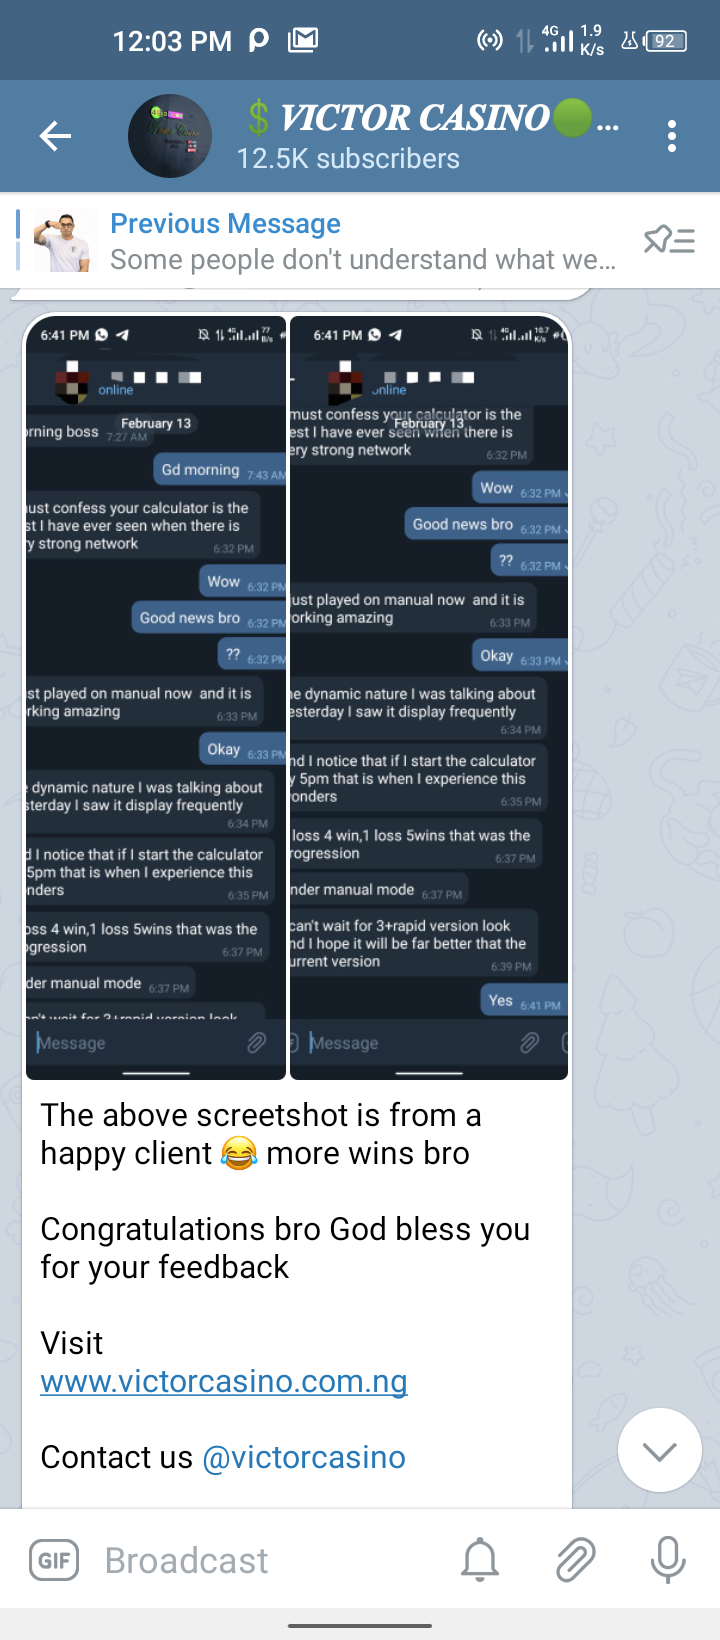 12:03 PM
4G 1.9 K/s 92
$ VICTOR CASINO...
12.5K subscribers
Previous Message
Some people don't understand what we...
6:41 PM
4G 77 B/s
online
February 13
rning boss 7:27 AM
Gd morning 7:43 AM
ust confess your calculator is the
st I have ever seen when there is
y strong network
6:32 PM
Wow 6:32 PM
Good news bro 6:32 PM
?? 6:32 PM
st played on manual now and it is
rking amazing
6:33 PM
Okay 6:33 PM
dynamic nature I was talking about
sterday I saw it display frequently
6:34 PM
d I notice that if I start the calculator
5pm that is when I experience this
nders
6:35 PM
oss 4 win,1 loss 5wins that was the
gression
6:37 PM
der manual mode 6:37 PM
n't wait for 3+rapid version look
Message
6:41 PM
4G 10.7 K/s
online
must confess your calculator is the
February 13
est I have ever seen when there is
ery strong network
6:32 PM
Wow 6:32 PM
Good news bro 6:32 PM
?? 6:32 PM
ust played on manual now and it is
orking amazing
6:33 PM
Okay 6:33 PM
e dynamic nature I was talking about
esterday I saw it display frequently
6:34 PM
nd I notice that if I start the calculator
y 5pm that is when I experience this
onders
6:35 PM
loss 4 win,1 loss 5wins that was the
rogression
6:37 PM
nder manual mode 6:37 PM
can't wait for 3+rapid version look
nd I hope it will be far better that the
urrent version
6:39 PM
Yes 6:41 PM
Message
The above screetshot is from a
happy client 😂 more wins bro
Congratulations bro God bless you
for your feedback
Visit
www.victorcasino.com.ng
Contact us @victorcasino
GIF Broadcast